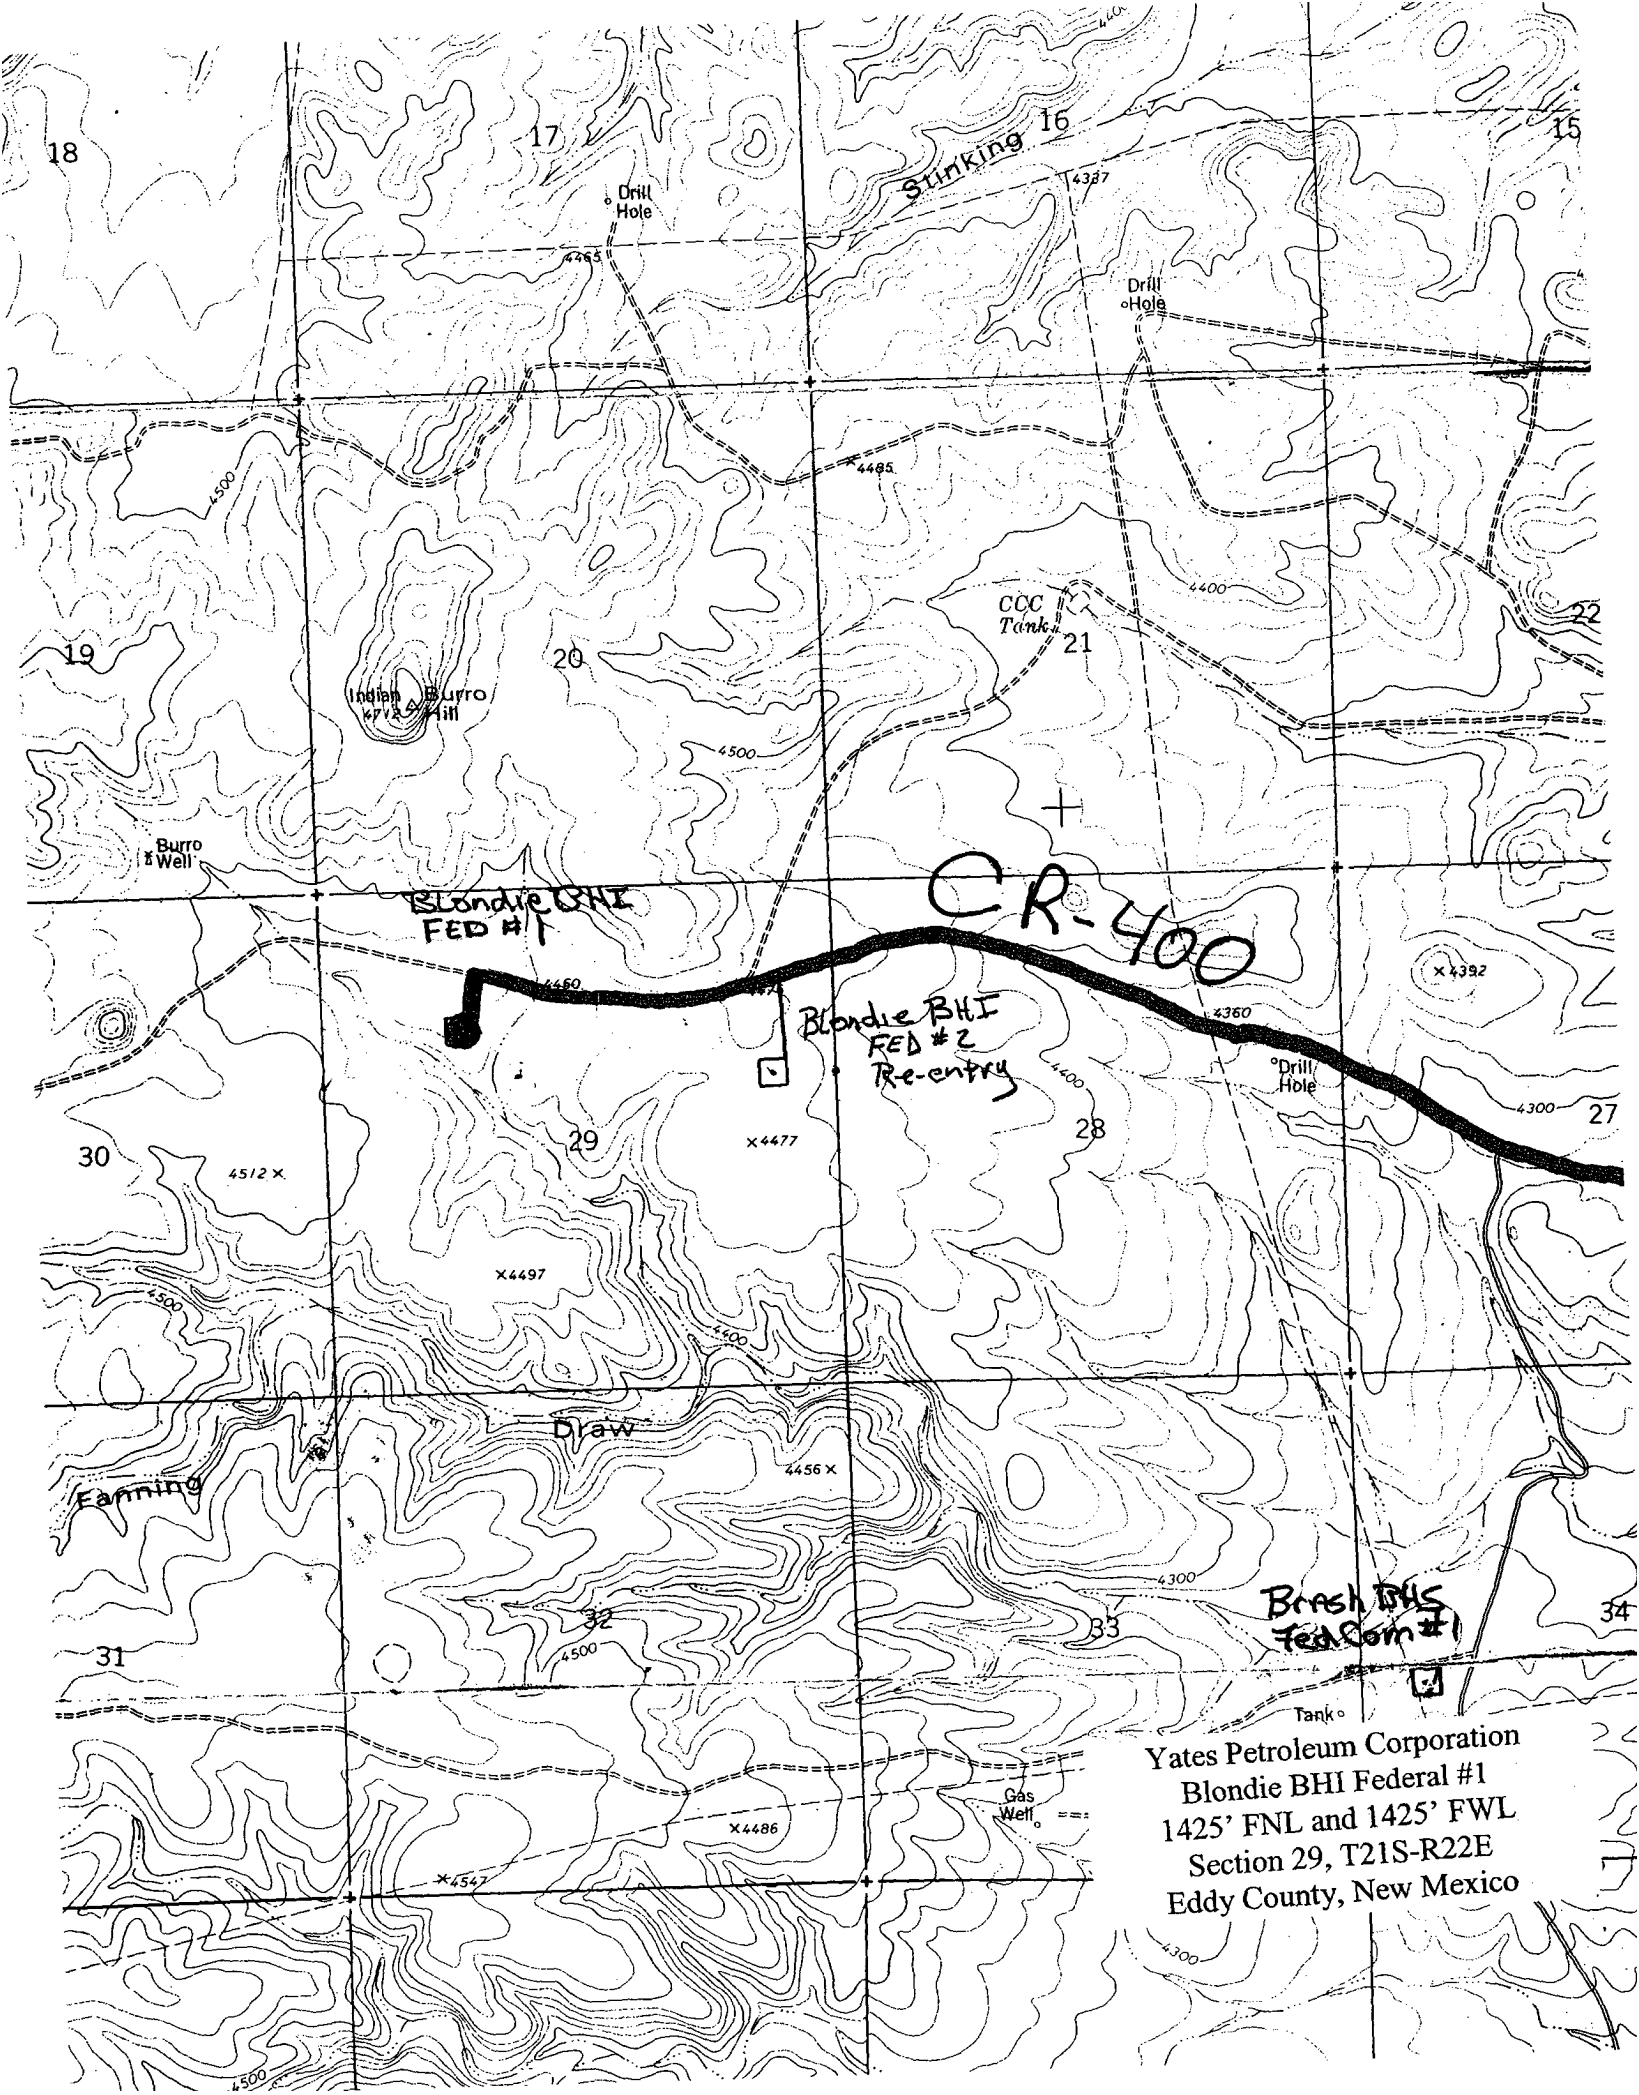 4400
17
16
15
18
Stinking
Drill
Hole
4387
4465
Drill
Hole
4485
4500
4400
CCC
Tank
22
21
19
20
Indian Burro
4712 Hill
4500
Burro
Well
Blondie BHI
FED #1
CR-400
4460
×4392
Blondie BHI
FED #2
Re-entry
4360
Drill
Hole
4400
4300
27
29
28
×4477
30
4512×
×4497
4500
4400
Draw
4456×
Fanning
4300
32
33
34
4500
31
Fed Com #1
Tank
Yates Petroleum Corporation
Blondie BHI Federal #1
1425' FNL and 1425' FWL
Section 29, T21S-R22E
Eddy County, New Mexico
Gas
Well
×4486
×4547
4300
4500